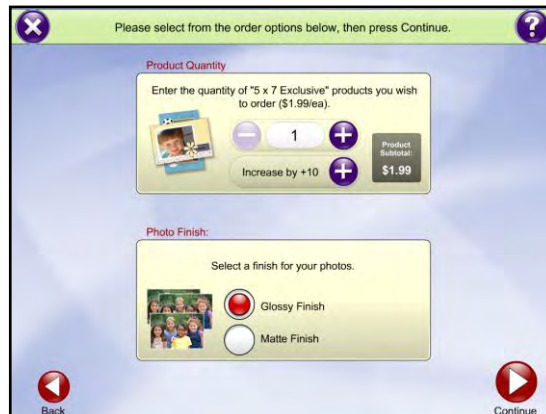 Please select from the order options below, then press Continue.
Product Quantity
Enter the quantity of "5 x 7 Exclusive" products you wish
to order ($1.99/ea).
1
Increase by +10
Product
Subtotal:
$1.99
Photo Finish:
Select a finish for your photos.
Glossy Finish
Matte Finish
Back
Continue